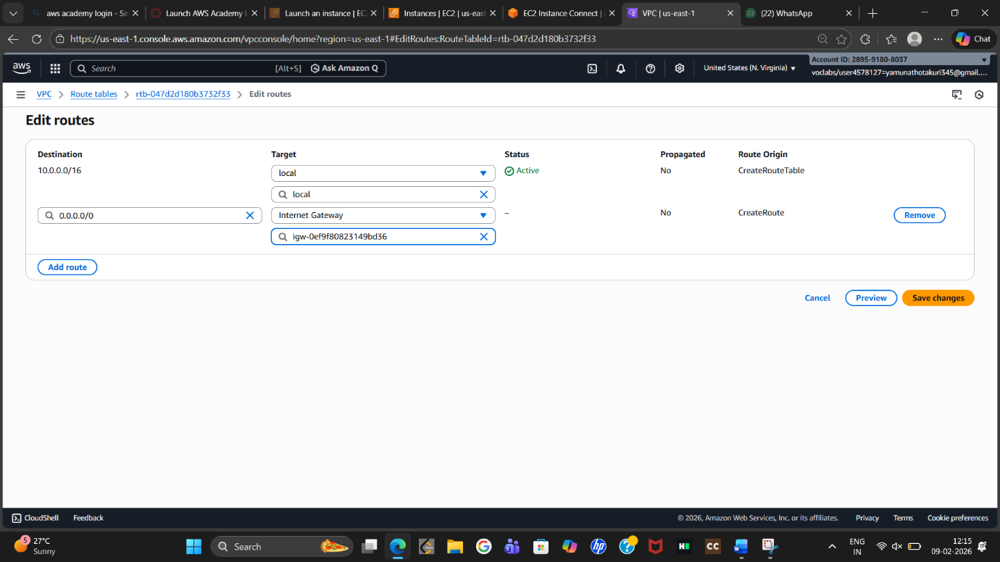 aws academy login - Se
Launch AWS Academy L
Launch an instance | EC
Instances | EC2 | us-east
EC2 Instance Connect |
VPC | us-east-1
(22) WhatsApp
https://us-east-1.console.aws.amazon.com/vpcconsole/home?region=us-east-1#EditRoutes:RouteTableId=rtb-047d2d180b3732f33
Chat
aws
Search
[Alt+S]
Ask Amazon Q
United States (N. Virginia)
Account ID: 2895-9180-8037
voclabs/user4578127=yamunathotakuri345@gmail....
VPC > Route tables > rtb-047d2d180b3732f33 > Edit routes
Edit routes
Destination Target Status Propagated Route Origin
10.0.0.0/16 local Active No CreateRouteTable
local
0.0.0.0/0 Internet Gateway – No CreateRoute Remove
igw-0ef9f80823149bd36
Add route
Cancel Preview Save changes
CloudShell Feedback © 2026, Amazon Web Services, Inc. or its affiliates. Privacy Terms Cookie preferences
5
27°C
Sunny
Search
ENG
IN
12:15
09-02-2026